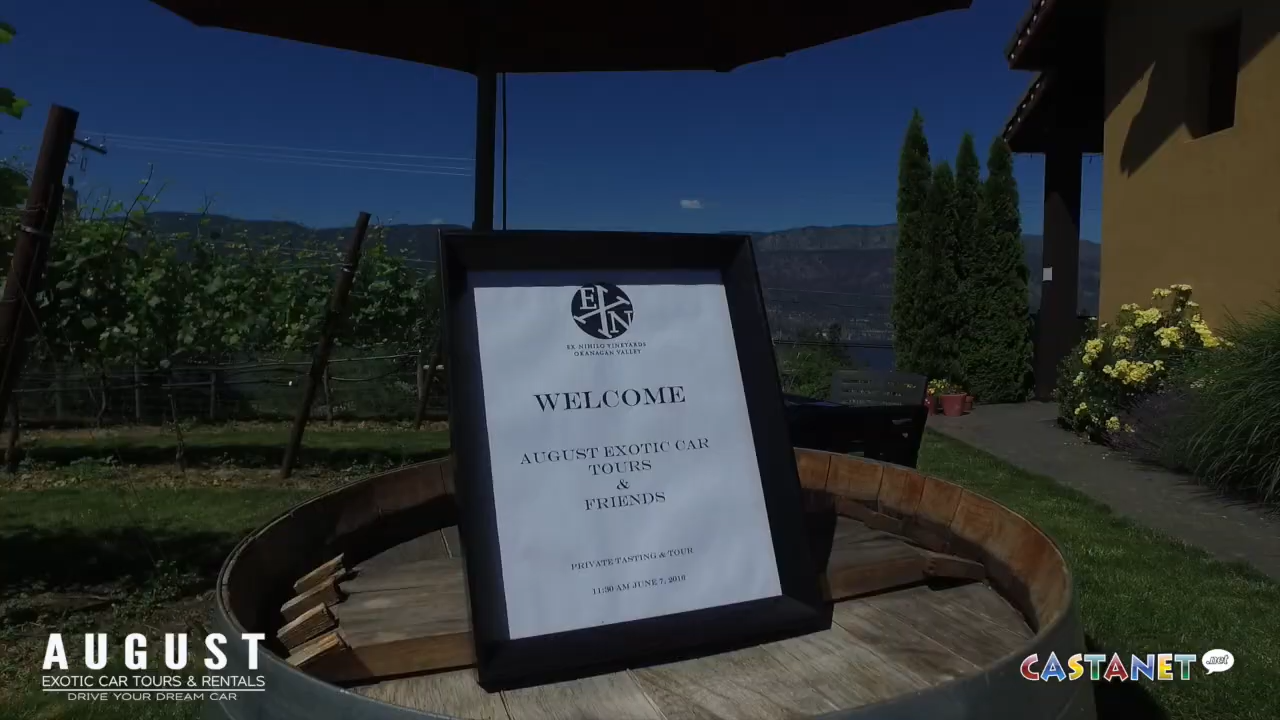 EXN
EX NIHILO VINEYARDS
OKANAGAN VALLEY
WELCOME
AUGUST EXOTIC CAR
TOURS
&
FRIENDS
PRIVATE TASTING & TOUR
11:30 AM JUNE 7, 2016
AUGUST
EXOTIC CAR TOURS & RENTALS
DRIVE YOUR DREAM CAR
CASTANET.net